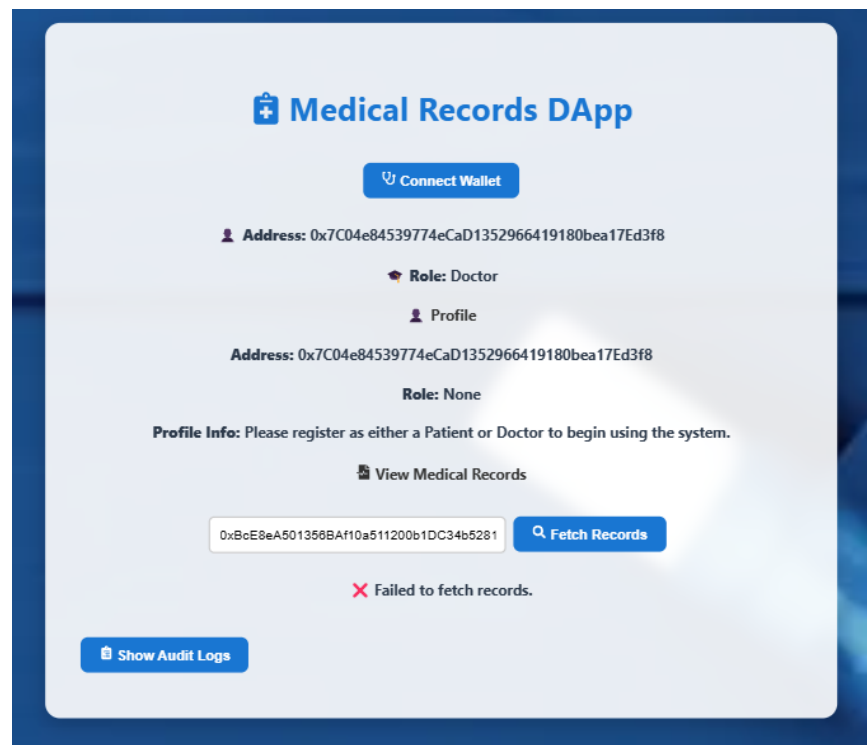 Medical Records DApp
Connect Wallet
Address: 0x7C04e84539774eCaD1352966419180bea17Ed3f8
Role: Doctor
Profile
Address: 0x7C04e84539774eCaD1352966419180bea17Ed3f8
Role: None
Profile Info: Please register as either a Patient or Doctor to begin using the system.
View Medical Records
0xBcE8eA501356BAf10a511200b1DC34b5281 Fetch Records
Failed to fetch records.
Show Audit Logs